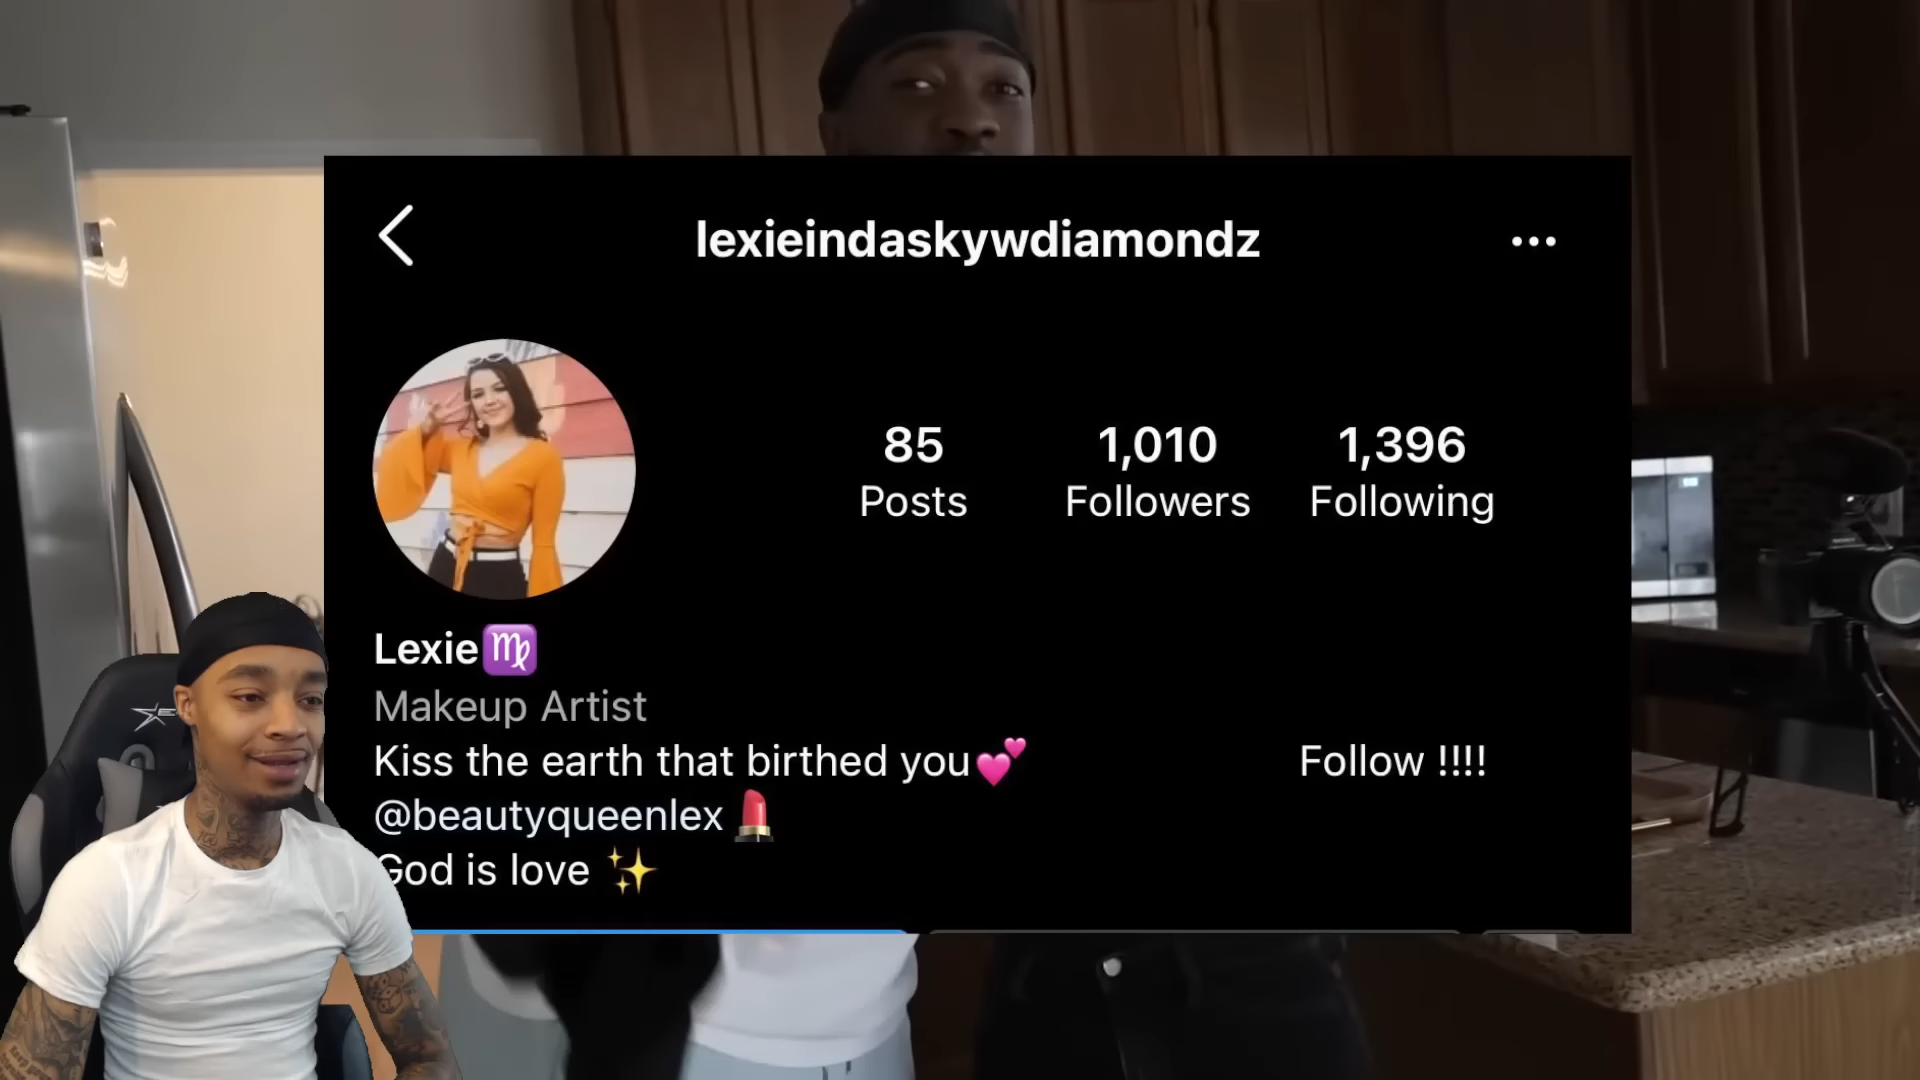 lexieindaskywdiamondz
85 1,010 1,396
Posts Followers Following
Lexie♍
Makeup Artist
Kiss the earth that birthed you💕 Follow !!!!
@beautyqueenlex💄
God is love ✨